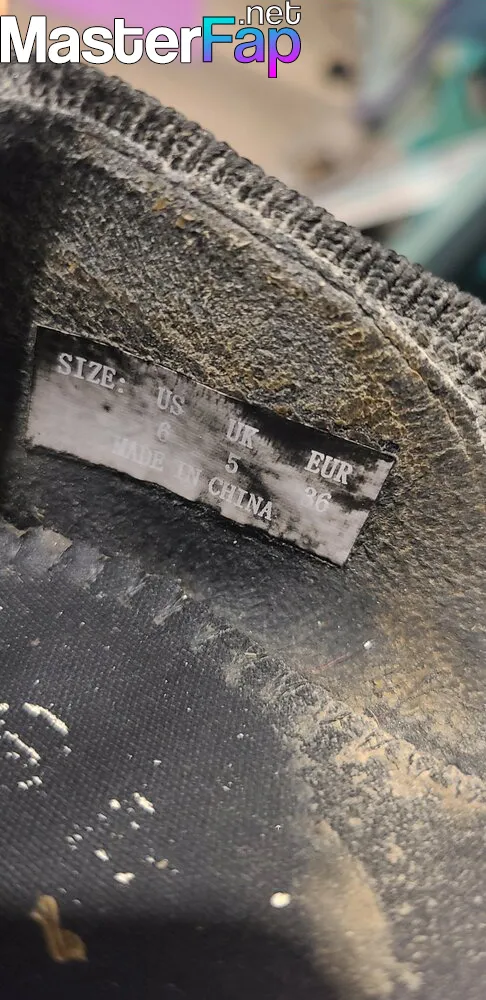 MasterFap.net
SIZE: US UK EUR
6 5 36
MADE IN CHINA